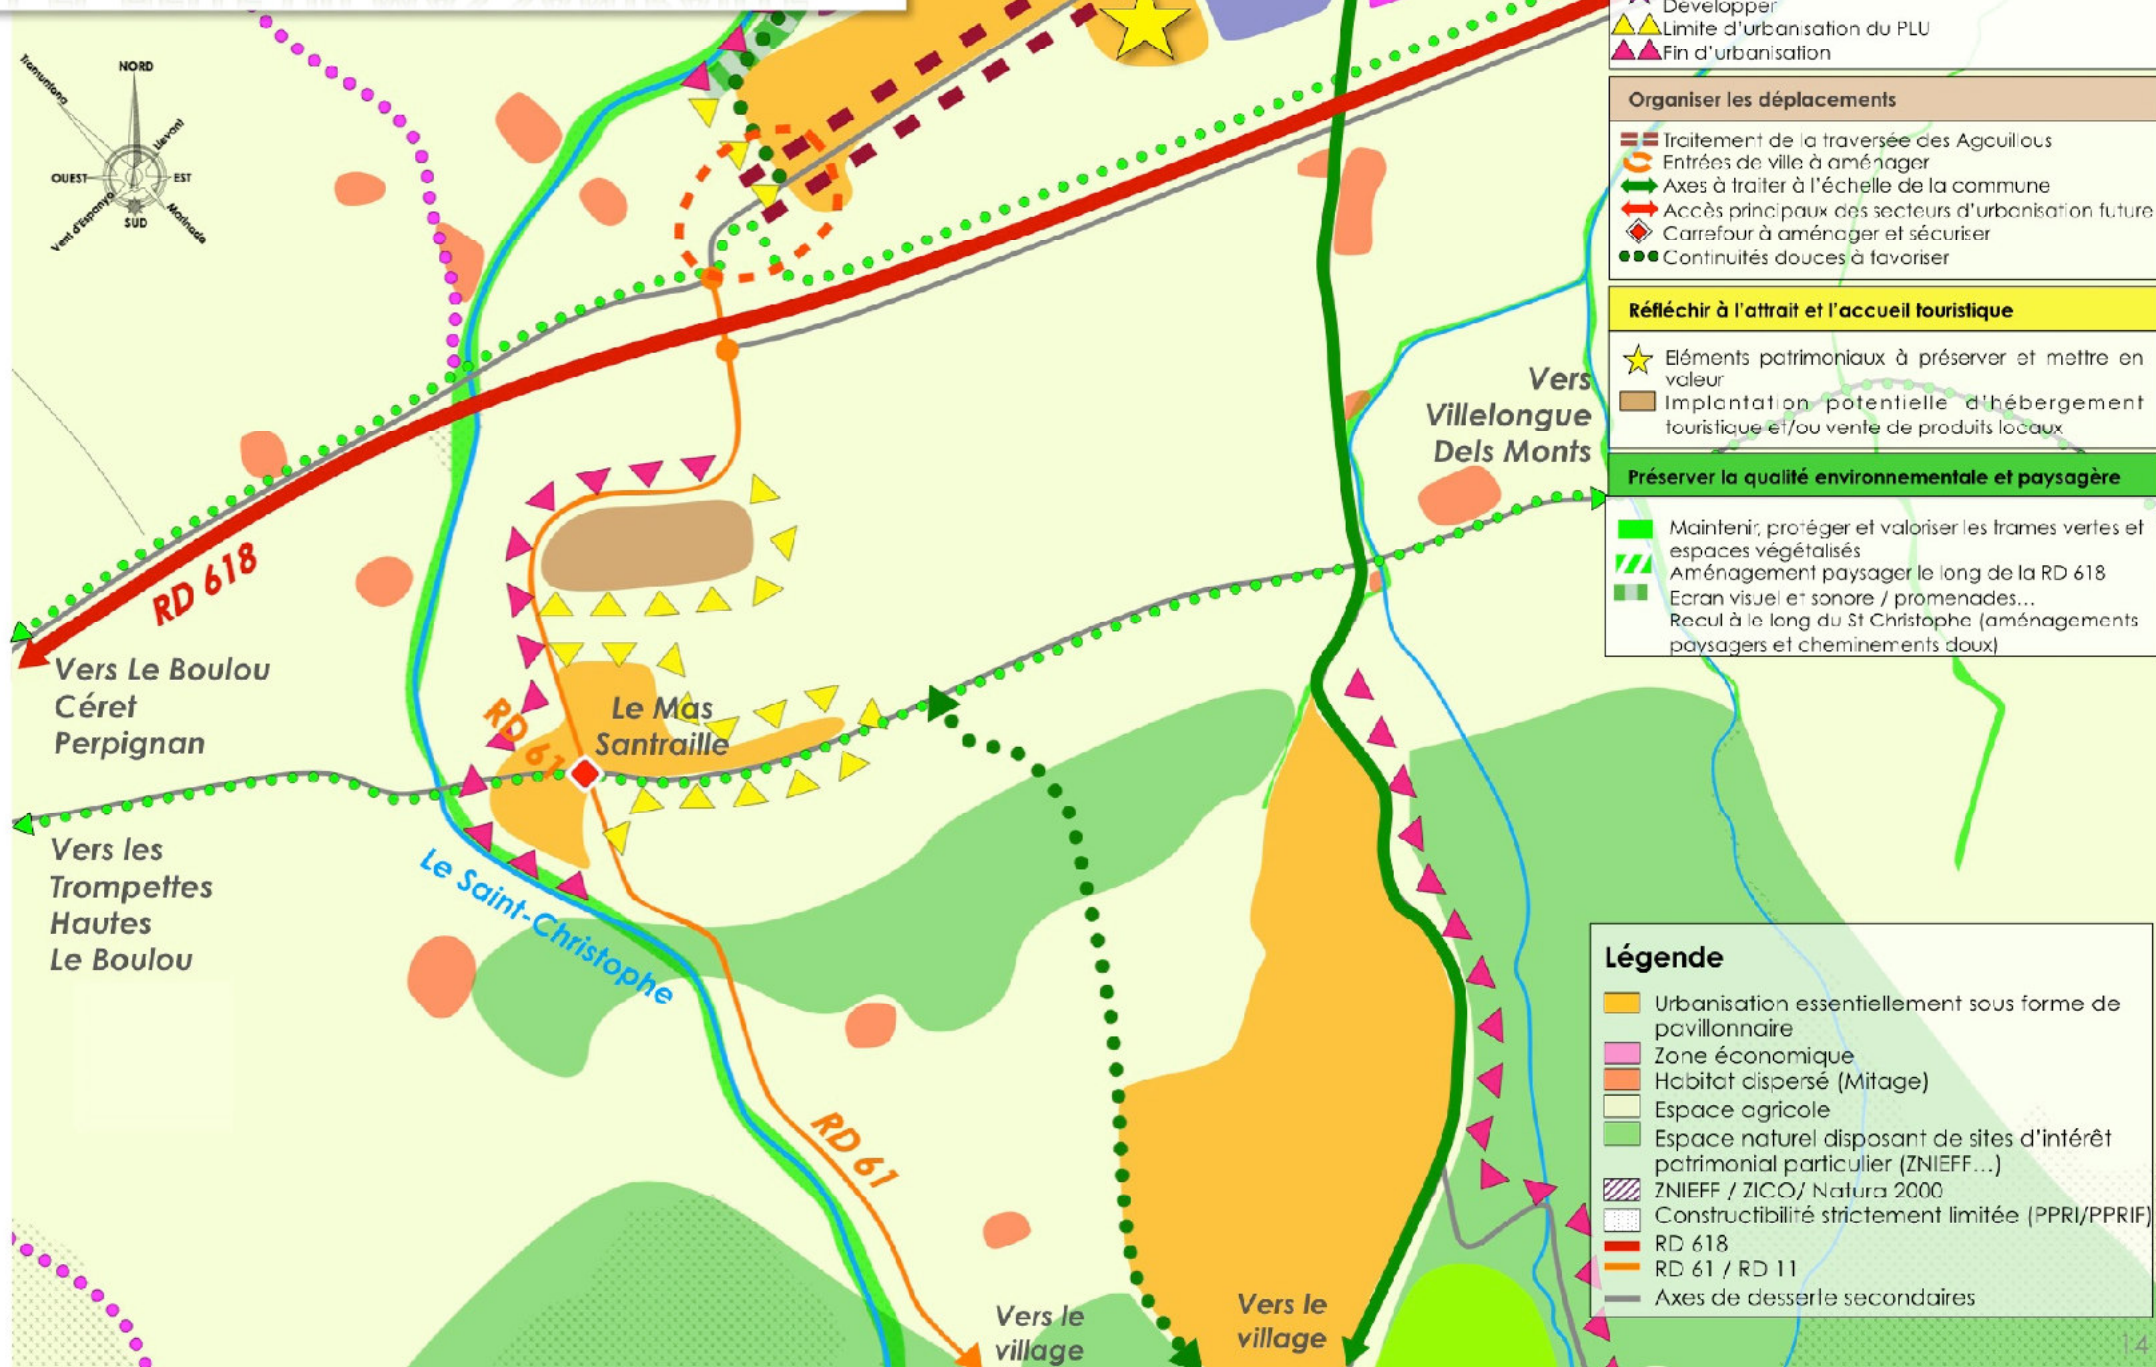 Développer
Limite d'urbanisation du PLU
Fin d'urbanisation
Organiser les déplacements
Traitement de la traversée des Agouillous
Entrées de ville à aménager
Axes à traiter à l'échelle de la commune
Accès principaux des secteurs d'urbanisation future
Carrefour à aménager et sécuriser
Continuités douces à favoriser
Réfléchir à l'attrait et l'accueil touristique
Eléments patrimoniaux à préserver et mettre en
valeur
Implantation potentielle d'hébergement
touristique et/ou vente de produits locaux
Préserver la qualité environnementale et paysagère
Maintenir, protéger et valoriser les trames vertes et
espaces végétalisés
Aménagement paysager le long de la RD 618
Ecran visuel et sonore / promenades...
Recul à le long du St Christophe (aménagements
paysagers et cheminements doux)
Tramuntana
NORD
Llevant
OUEST
EST
Vent d'Espanya
SUD
Marinada
Vers
Villelongue
Dels Monts
RD 618
Vers Le Boulou
Céret
Perpignan
RD 61
Le Mas
Santraille
Vers les
Trompettes
Hautes
Le Boulou
Le Saint-Christophe
RD 61
Vers le
village
Vers le
village
Légende
Urbanisation essentiellement sous forme de
pavillonnaire
Zone économique
Habitat dispersé (Mitage)
Espace agricole
Espace naturel disposant de sites d'intérêt
patrimonial particulier (ZNIEFF...)
ZNIEFF / ZICO/ Natura 2000
Constructibilité strictement limitée (PPRI/PPRIF)
RD 618
RD 61 / RD 11
Axes de desserte secondaires
14